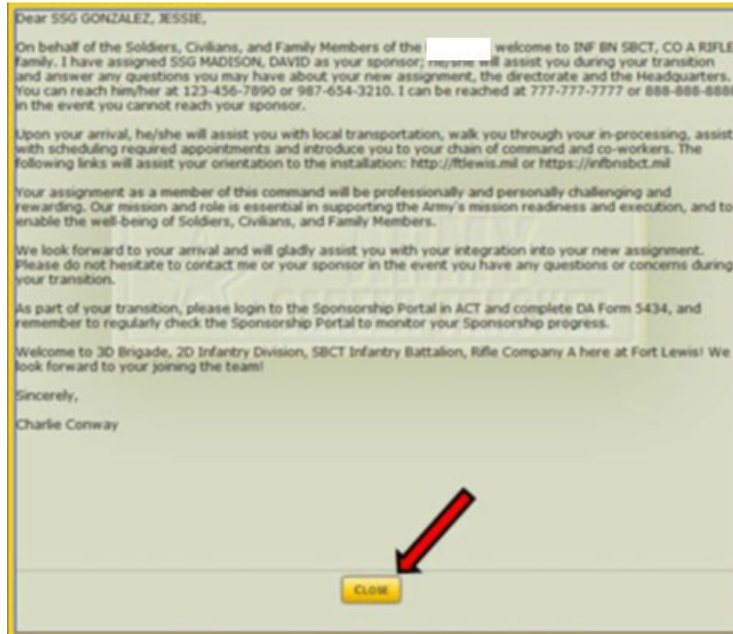 Dear SSG GONZALEZ, JESSIE,
On behalf of the Soldiers, Civilians, and Family Members of the welcome to INF BN SBCT, CO A RIFLE
family. I have assigned SSG MADISON, DAVID as your sponsor; he/she will assist you during your transition
and answer any questions you may have about your new assignment, the directorate and the Headquarters.
You can reach him/her at 123-456-7890 or 987-654-3210. I can be reached at 777-777-7777 or 888-888-8888
in the event you cannot reach your sponsor.
Upon your arrival, he/she will assist you with local transportation, walk you through your in-processing, assist
with scheduling required appointments and introduce you to your chain of command and co-workers. The
following links will assist your orientation to the installation: http://ftlewis.mil or https://infbnsbct.mil
Your assignment as a member of this command will be professionally and personally challenging and
rewarding. Our mission and role is essential in supporting the Army's mission readiness and execution, and to
enable the well-being of Soldiers, Civilians, and Family Members.
We look forward to your arrival and will gladly assist you with your integration into your new assignment.
Please do not hesitate to contact me or your sponsor in the event you have any questions or concerns during
your transition.
As part of your transition, please login to the Sponsorship Portal in ACT and complete DA Form 5434, and
remember to regularly check the Sponsorship Portal to monitor your Sponsorship progress.
Welcome to 3D Brigade, 2D Infantry Division, SBCT Infantry Battalion, Rifle Company A here at Fort Lewis! We
look forward to your joining the team!
Sincerely,
Charlie Conway
CLOSE